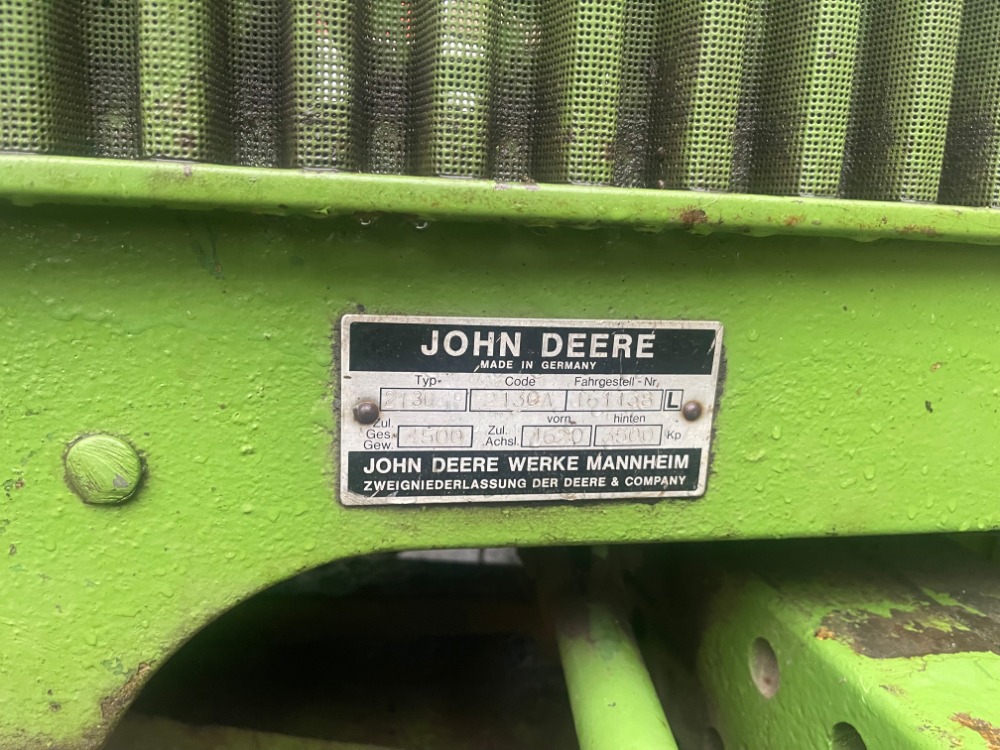 JOHN DEERE
MADE IN GERMANY
Typ- Code Fahrgestell-Nr.
2130A L
Zul. Ges. Gew. 4500 Zul. Achsl. vorn hinten Kp
JOHN DEERE WERKE MANNHEIM
ZWEIGNIEDERLASSUNG DER DEERE & COMPANY